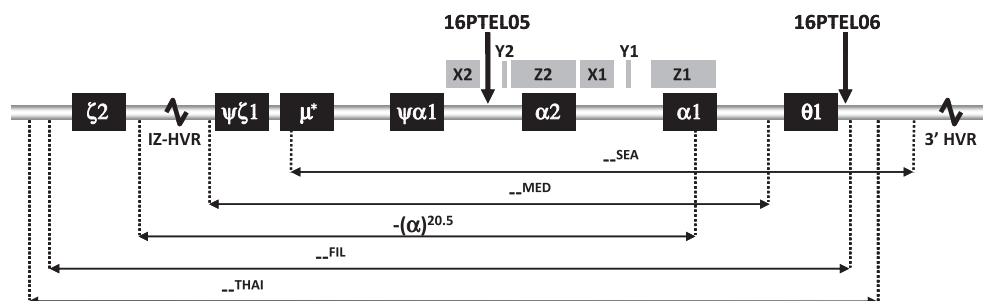 16PTEL05 16PTEL06
Y2 Y1
X2 Z2 X1 Z1
ζ2 ψζ1 μ* ψα1 α2 α1 θ1
IZ-HVR 3' HVR
--SEA
--MED
-(α)20.5
--FIL
--THAI